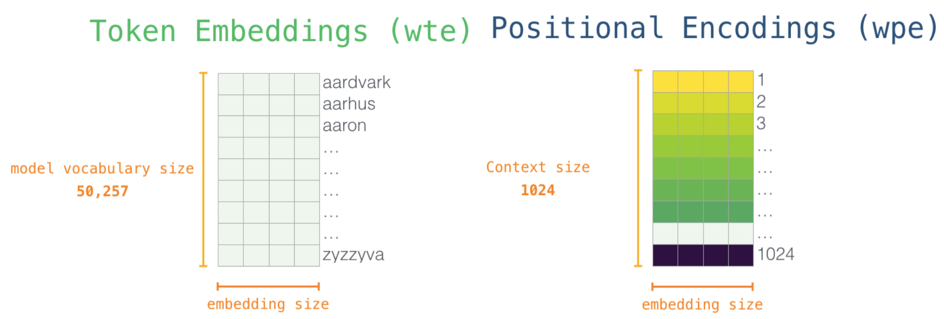 Token Embeddings (wte)
aardvark
aarhus
aaron
...
...
...
...
...
zyzzyva
model vocabulary size
50,257
embedding size
Positional Encodings (wpe)
1
2
3
...
...
...
...
...
1024
Context size
1024
embedding size